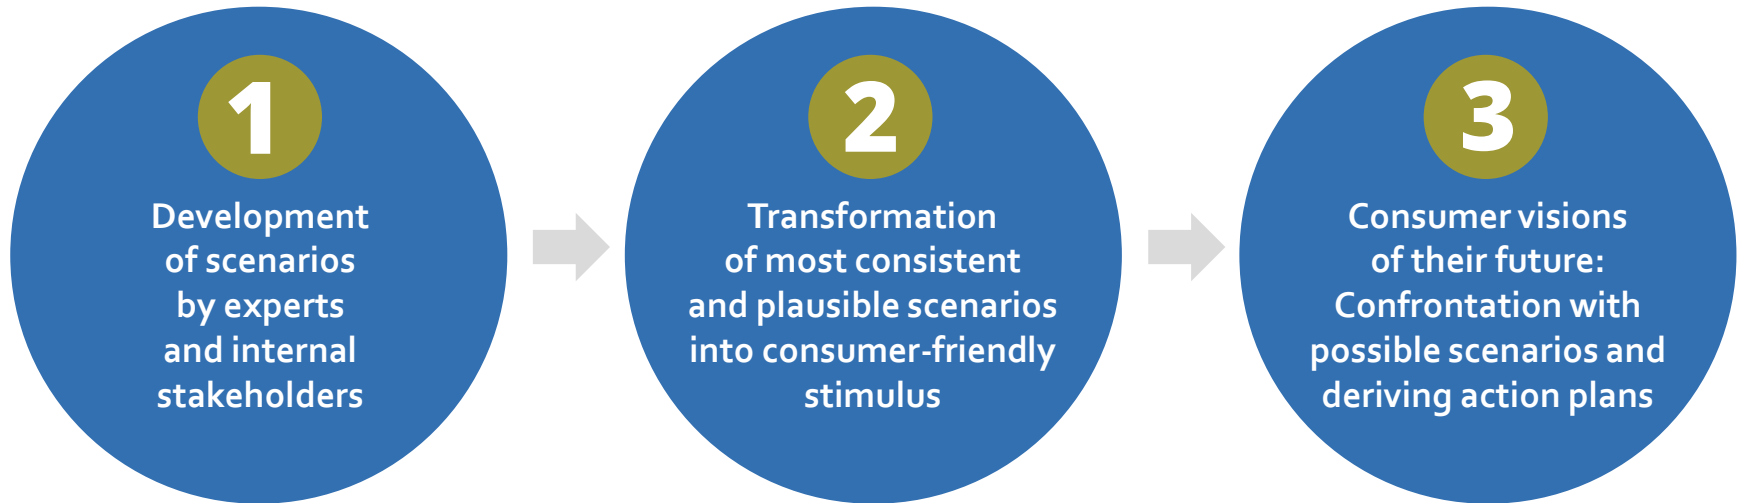 1
Development
of scenarios
by experts
and internal
stakeholders
2
Transformation
of most consistent
and plausible scenarios
into consumer-friendly
stimulus
3
Consumer visions
of their future:
Confrontation with
possible scenarios and
deriving action plans